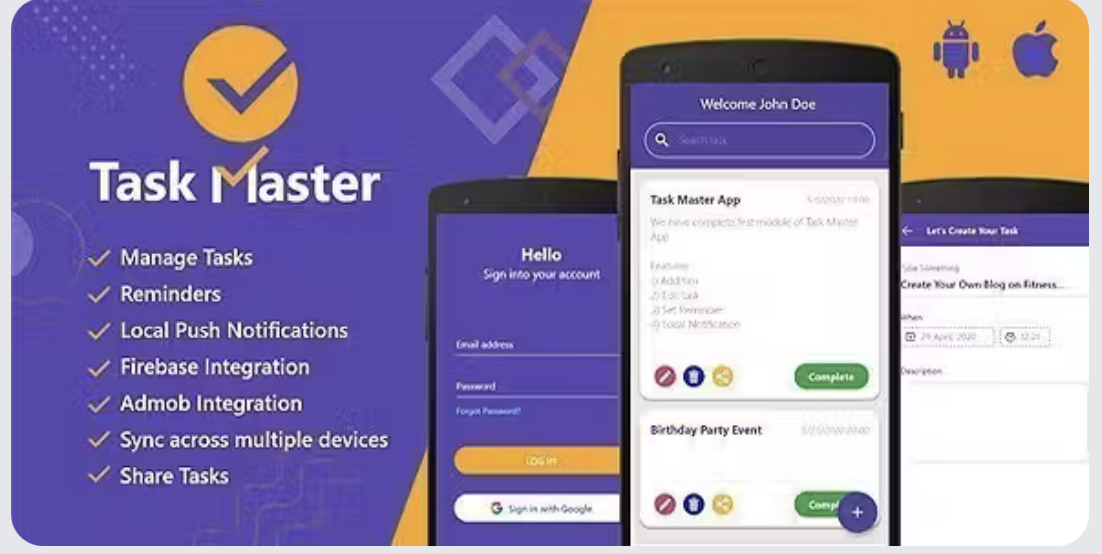 Task Master
Manage Tasks
Reminders
Local Push Notifications
Firebase Integration
Admob Integration
Sync across multiple devices
Share Tasks
Hello
Sign into your account
Email address
Password
Forgot Password?
LOG IN
Sign in with Google
Welcome John Doe
Search task
Task Master App
We have complete first module of Task Master
App
Features
1) Add task
2) Edit task
3) Set Reminder
4) Local Notification
Complete
Birthday Party Event
Compl
+
Let's Create Your Task
Type Something
Create Your Own Blog on Fitness...
When
29 April, 2020
12:21
Description